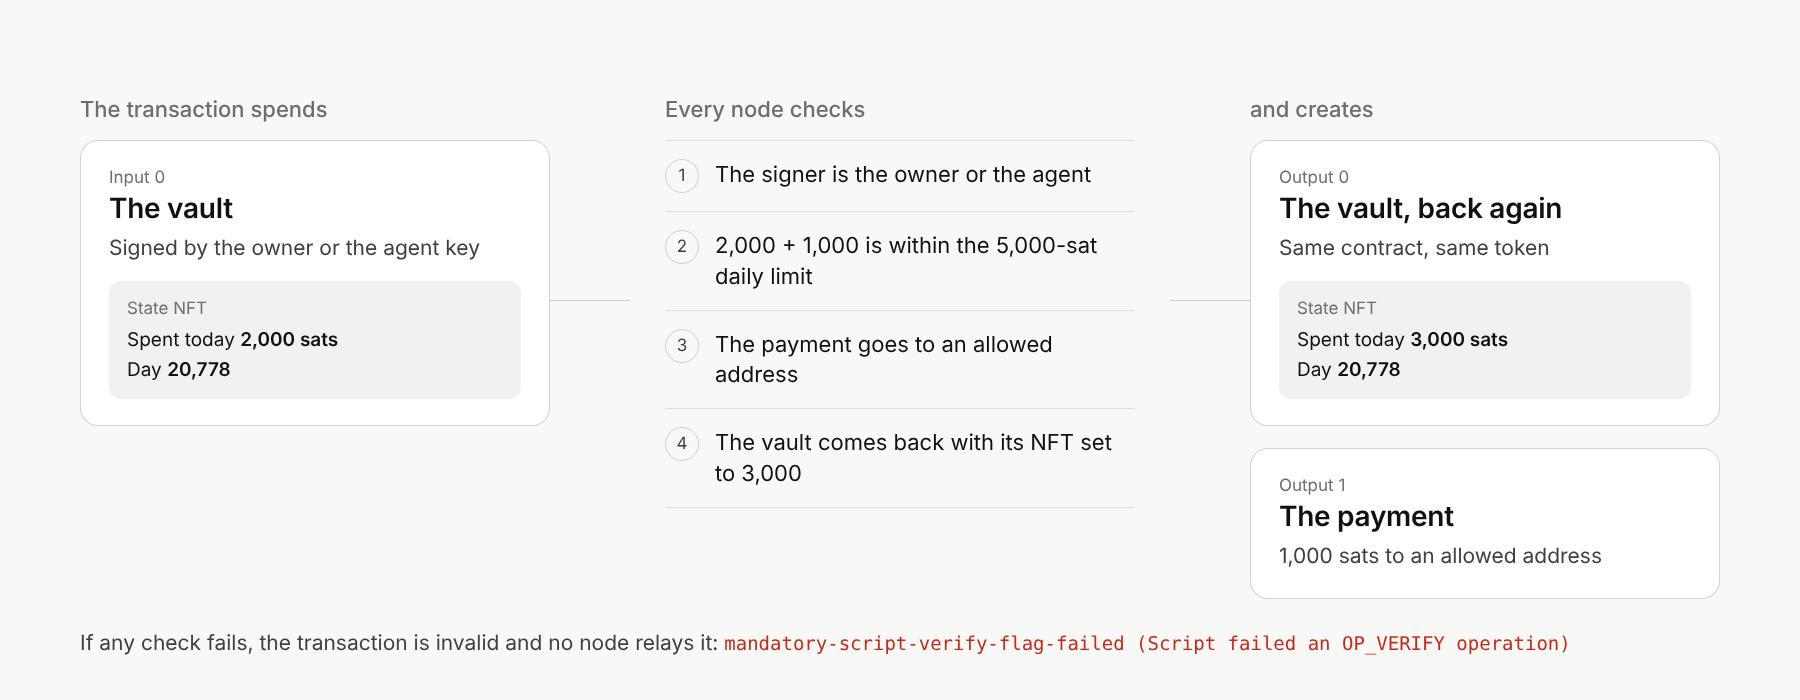 The transaction spends
Input 0
The vault
Signed by the owner or the agent key
State NFT
Spent today 2,000 sats
Day 20,778
Every node checks
1 The signer is the owner or the agent
2 2,000 + 1,000 is within the 5,000-sat
daily limit
3 The payment goes to an allowed
address
4 The vault comes back with its NFT set
to 3,000
and creates
Output 0
The vault, back again
Same contract, same token
State NFT
Spent today 3,000 sats
Day 20,778
Output 1
The payment
1,000 sats to an allowed address
If any check fails, the transaction is invalid and no node relays it: mandatory-script-verify-flag-failed (Script failed an OP_VERIFY operation)